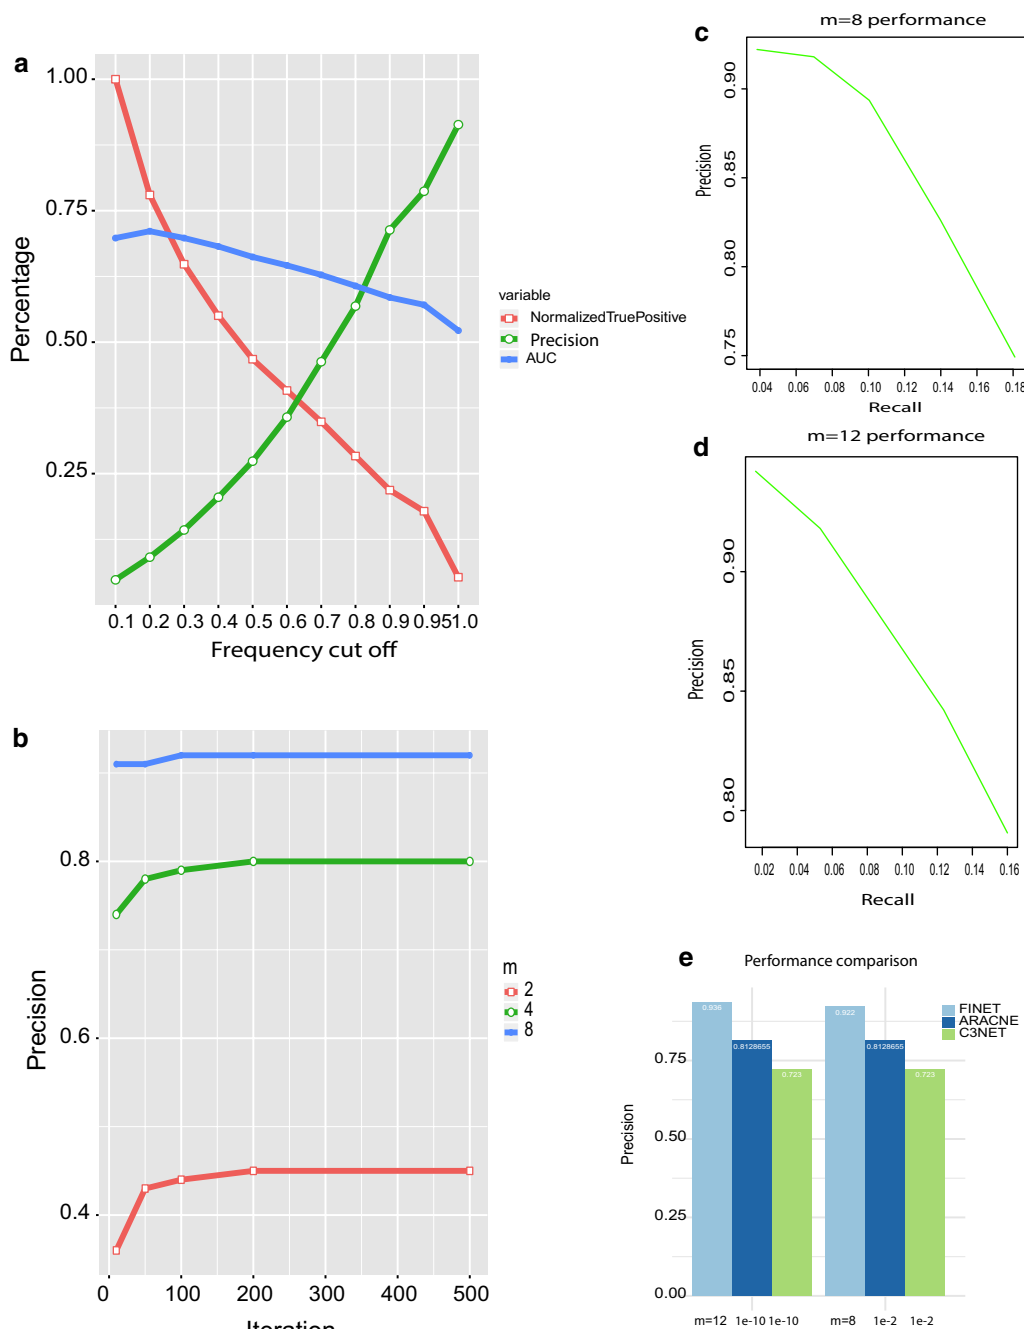 a
1.00
0.75
0.50
0.25
Percentage
0.1 0.2 0.3 0.4 0.5 0.6 0.7 0.8 0.9 0.951.0
Frequency cut off
variable
NormalizedTruePositive
Precision
AUC
b
0.8
0.6
0.4
Precision
0 100 200 300 400 500
Iteration
m
2
4
8
c
m=8 performance
0.90
0.85
0.80
0.75
Precision
0.04 0.06 0.08 0.10 0.12 0.14 0.16 0.18
Recall
d
m=12 performance
0.90
0.85
0.80
Precision
0.02 0.04 0.06 0.08 0.10 0.12 0.14 0.16
Recall
e
Performance comparison
FINET
ARACNE
C3NET
0.936
0.8128655
0.723
0.922
0.8128655
0.723
0.75
0.50
0.25
0.00
Precision
m=12 1e-10 1e-10 m=8 1e-2 1e-2